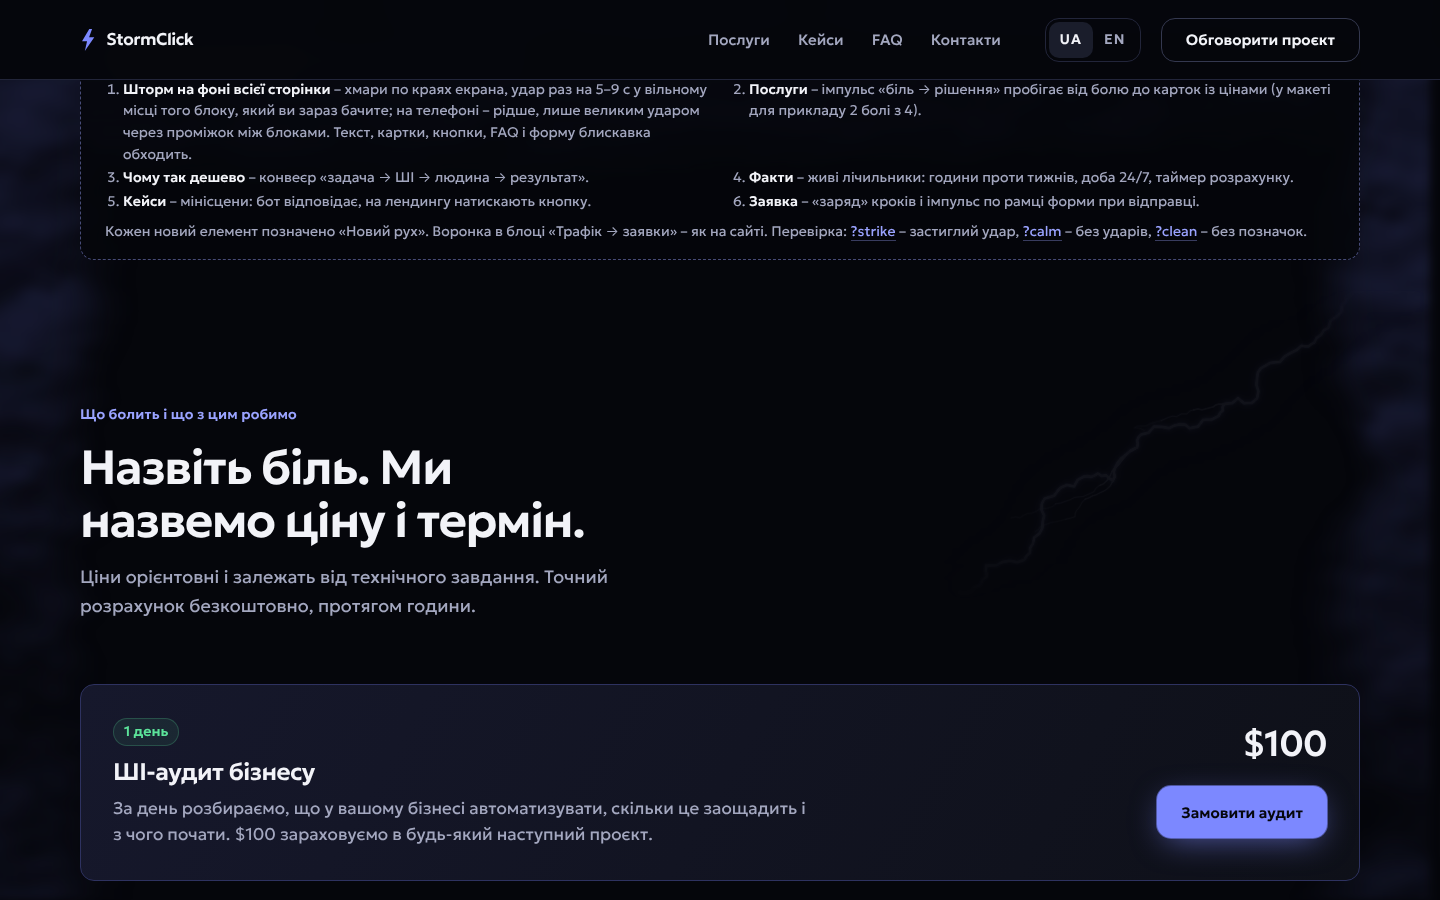 StormClick
Послуги Кейси FAQ Контакти
UA EN
Обговорити проєкт
1. Шторм на фоні всієї сторінки – хмари по краях екрана, удар раз на 5–9 с у вільному
місці того блоку, який ви зараз бачите; на телефоні – рідше, лише великим ударом
через проміжок між блоками. Текст, картки, кнопки, FAQ і форму блискавка
обходить.
2. Послуги – імпульс «біль → рішення» пробігає від болю до карток із цінами (у макеті
для прикладу 2 болі з 4).
3. Чому так дешево – конвеєр «задача → ШІ → людина → результат».
4. Факти – живі лічильники: години проти тижнів, доба 24/7, таймер розрахунку.
5. Кейси – мінісцени: бот відповідає, на лендингу натискають кнопку.
6. Заявка – «заряд» кроків і імпульс по рамці форми при відправці.
Кожен новий елемент позначено «Новий рух». Воронка в блоці «Трафік → заявки» – як на сайті. Перевірка: ?strike – застиглий удар, ?calm – без ударів, ?clean – без позначок.
Що болить і що з цим робимо
Назвіть біль. Ми
назвемо ціну і термін.
Ціни орієнтовні і залежать від технічного завдання. Точний
розрахунок безкоштовно, протягом години.
1 день
ШІ-аудит бізнесу
За день розбираємо, що у вашому бізнесі автоматизувати, скільки це заощадить і
з чого почати. $100 зараховуємо в будь-який наступний проєкт.
$100
Замовити аудит